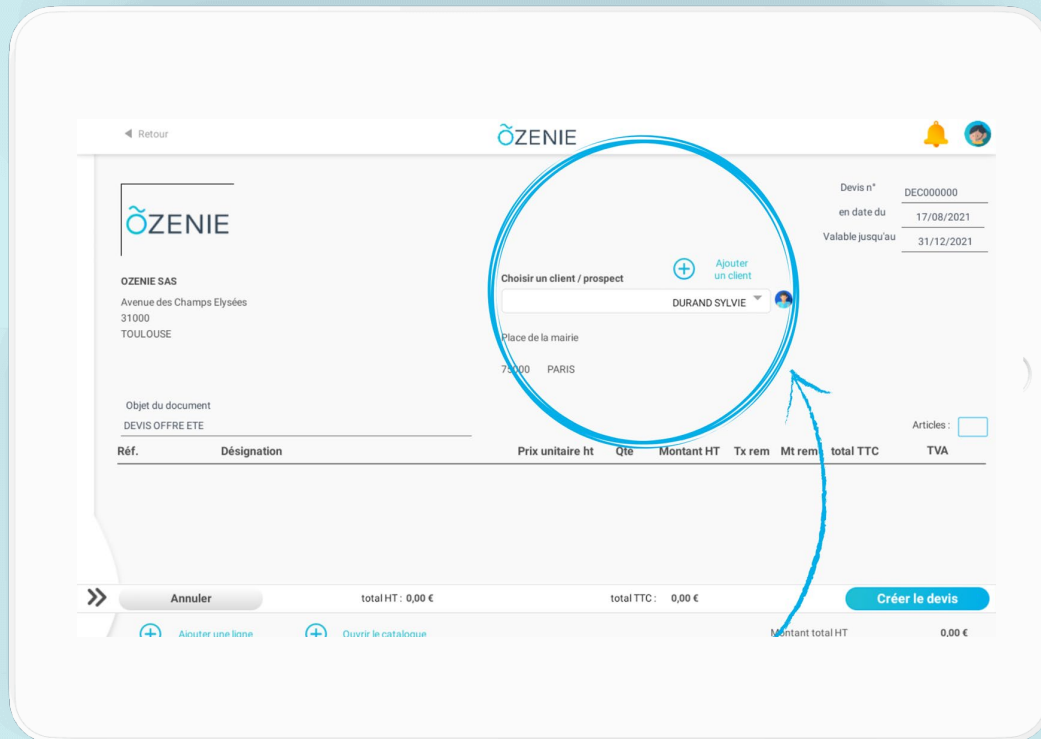 Retour
ÕZENIE
ÕZENIE
Devis n° DEC000000
en date du 17/08/2021
Valable jusqu'au 31/12/2021
OZENIE SAS
Avenue des Champs Elysées
31000
TOULOUSE
Ajouter
un client
Choisir un client / prospect
DURAND SYLVIE
Place de la mairie
75000 PARIS
Objet du document
DEVIS OFFRE ETE
Articles :
Réf. Désignation Prix unitaire ht Qte Montant HT Tx rem Mt rem total TTC TVA
Annuler total HT : 0,00 € total TTC : 0,00 € Créer le devis
Ajouter une ligne Ouvrir le catalogue Montant total HT 0,00 €